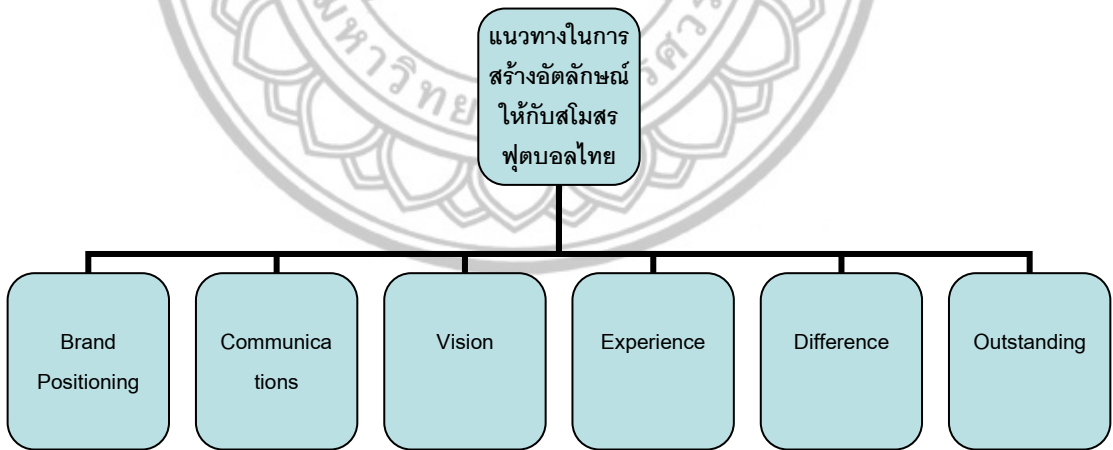 แนวทางในการ
สร้างอัตลักษณ์
ให้กับสโมสร
ฟุตบอลไทย
Brand
Positioning
Communica
tions
Vision
Experience
Difference
Outstanding